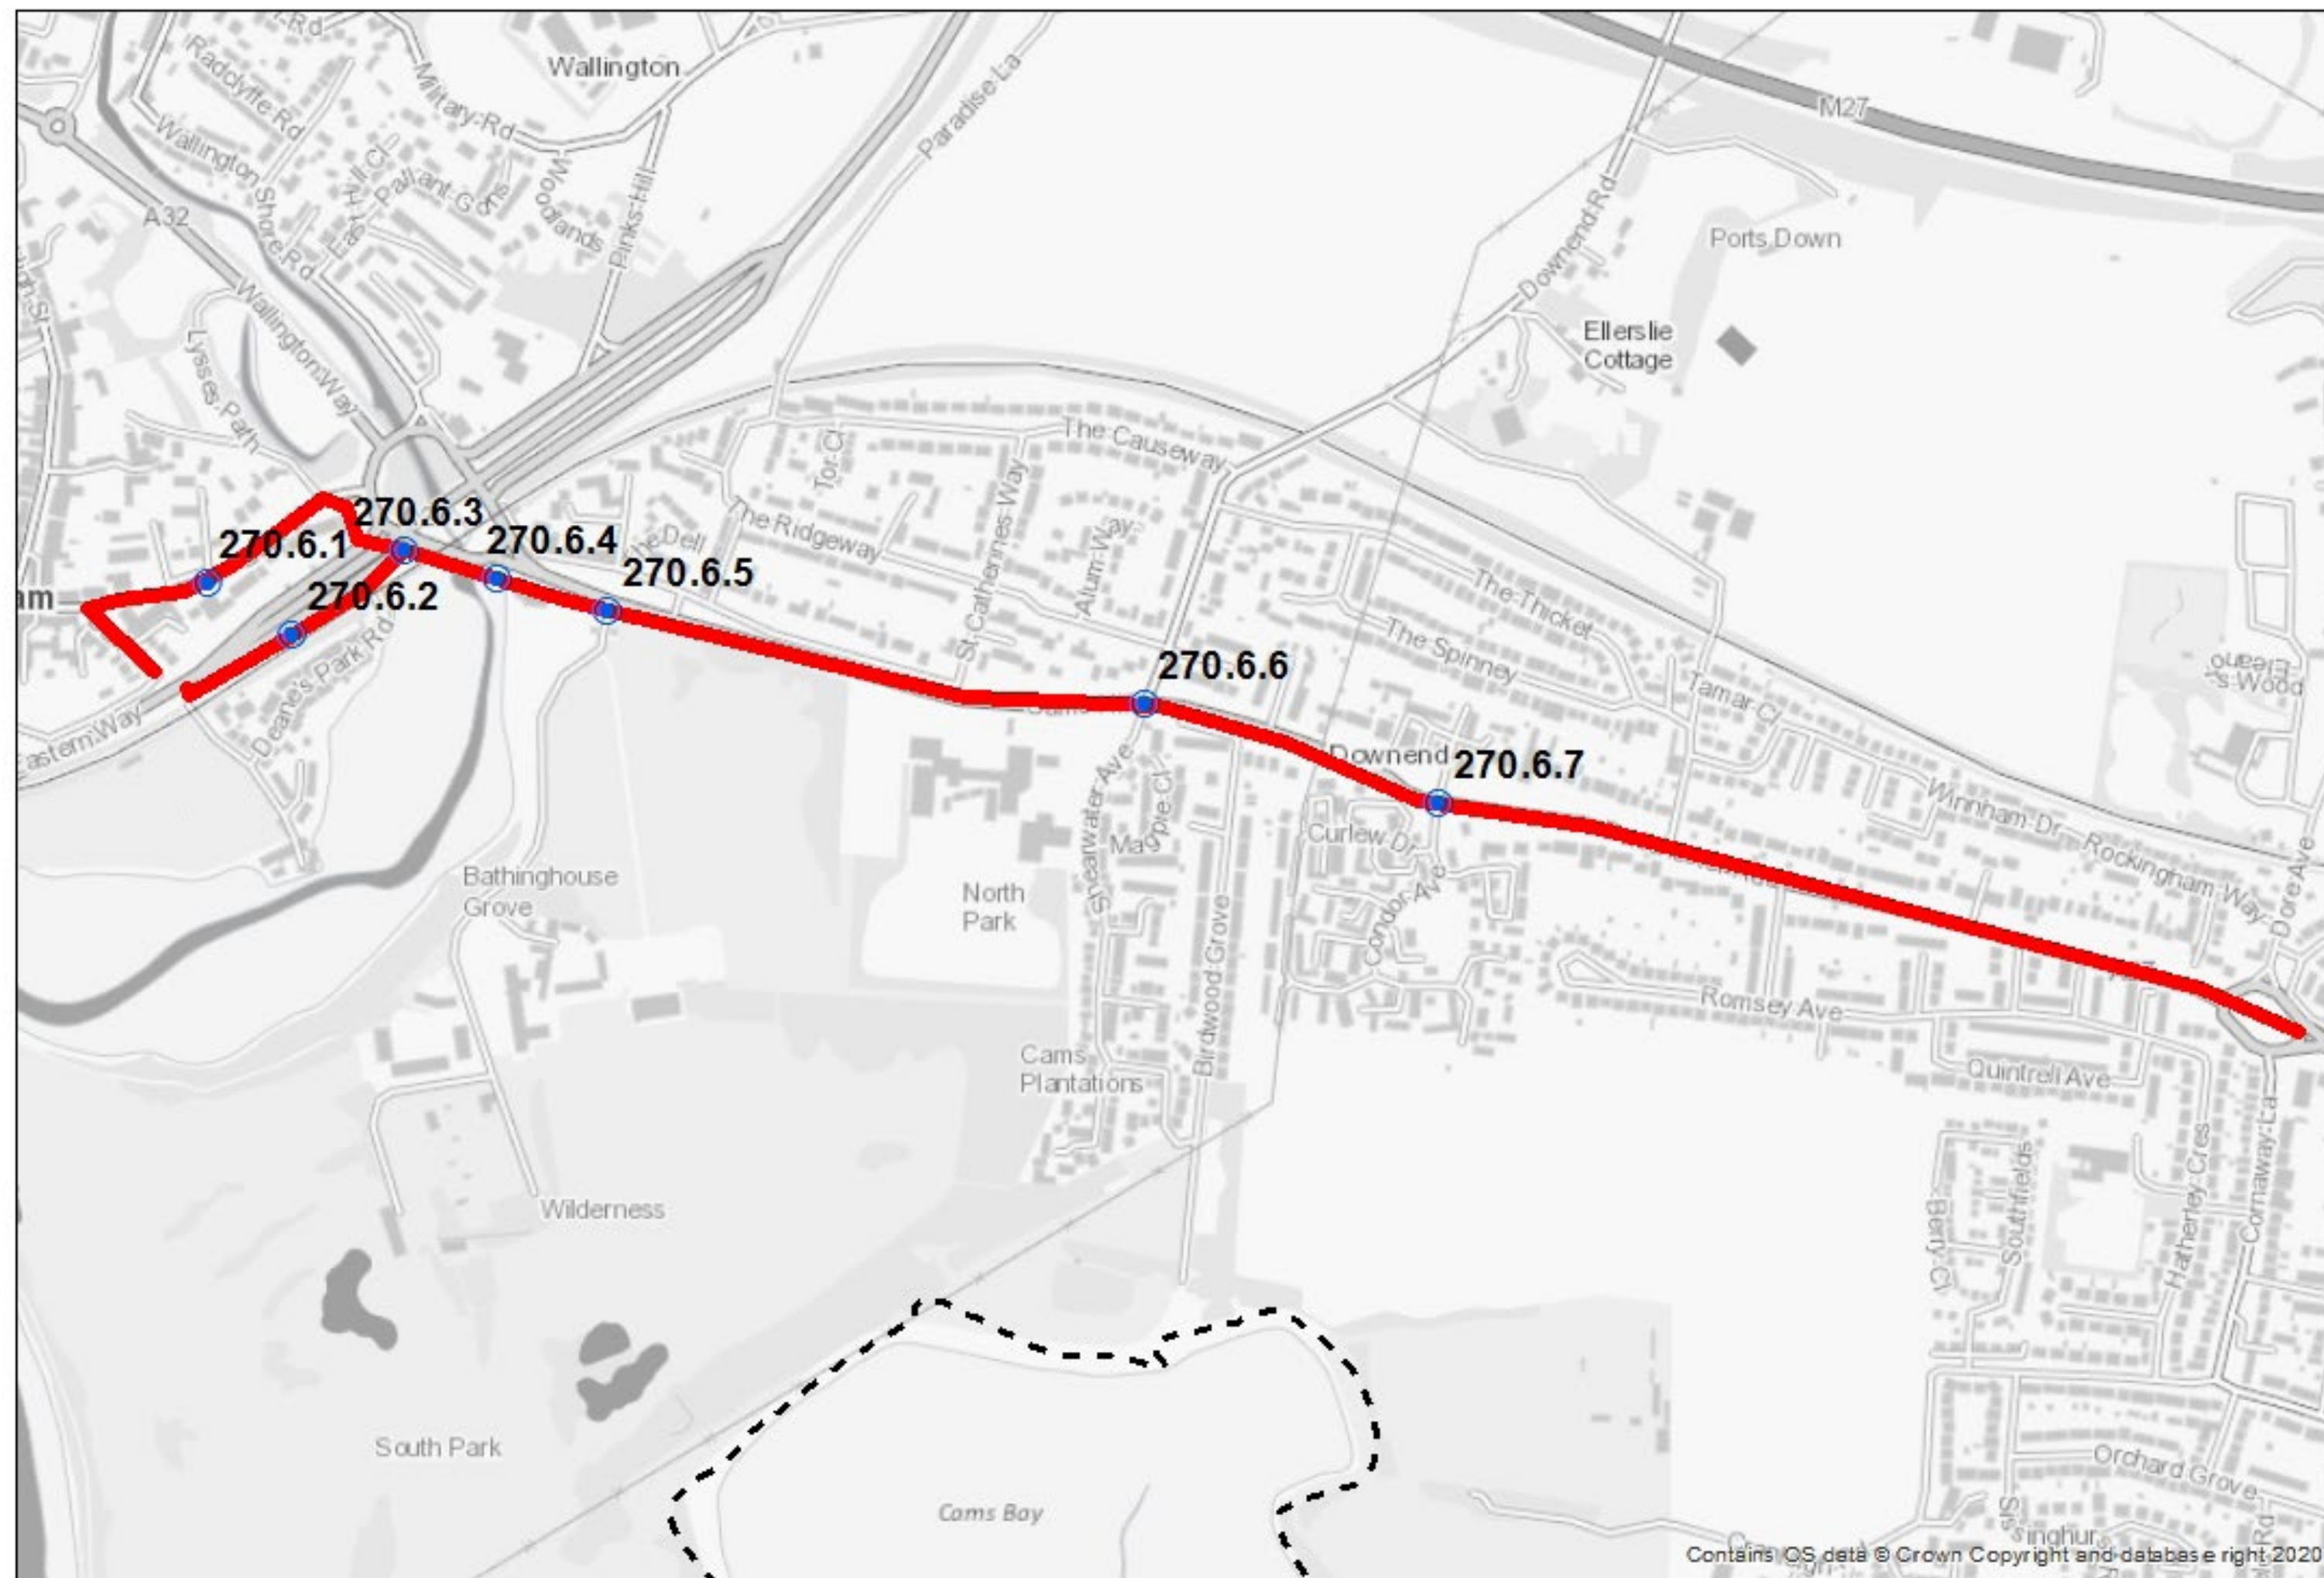 Wallington
Radclyffe Rd
Military Rd
Paradise La
M27
Wallington Shore Rd
Pallant Gdns
Woodlands
Pinks Hill
A32
Downend Rd
Ports Down
Wallington Way
Lysses Path
Ellerslie
Cottage
The Causeway
Tor Cl
270.6.3
270.6.1
270.6.4
The Dell
The Ridgeway
St Catherines Way
Alum Way
270.6.5
270.6.2
The Thicket
The Spinney
270.6.6
Tamar Cl
Deane's Park Rd
Eastern Way
Downend
270.6.7
Shearwater Ave
Magpie Cl
Curlew Dr
Condor Ave
Winnham Dr
Rockingham Way
Dore Ave
Bathinghouse
Grove
North
Park
Birdwood Grove
Romsey Ave
Cams
Plantations
Quintrell Ave
Wilderness
Berry Cl
Southfields
Hatherley Cres
Cornaway La
South Park
Cams Bay
Orchard Grove
Contains OS data © Crown Copyright and database right 2020